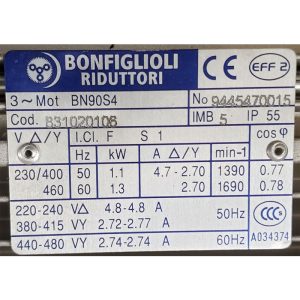 BONFIGLIOLI
RIDUTTORI
CE
EFF 2
3~Mot BN90S4 No 9445470015
Cod. 831020106 IMB 5 IP 55
V △/Y I.Cl. F S 1 cosφ
Hz kW A △/Y min-1
230/400 50 1.1 4.7 - 2.70 1390 0.77
460 60 1.3 2.70 1690 0.78
220-240 V△ 4.8-4.8 A 50Hz
380-415 VY 2.72-2.77 A
440-480 VY 2.74-2.74 A 60Hz
CCC
A034374